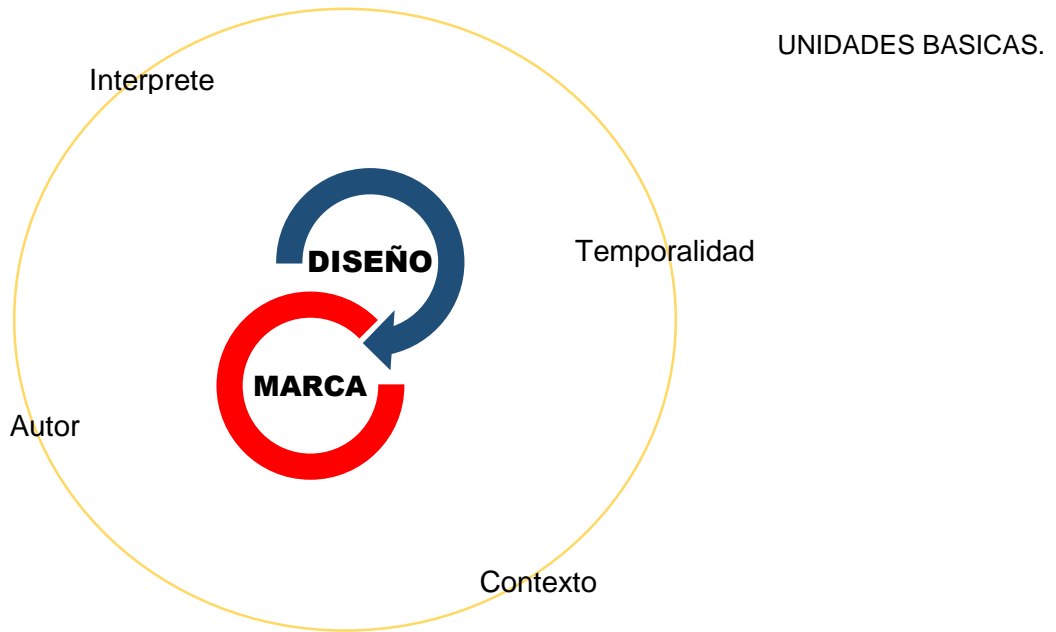 UNIDADES BASICAS.
Interprete
Temporalidad
DISEÑO
MARCA
Autor
Contexto